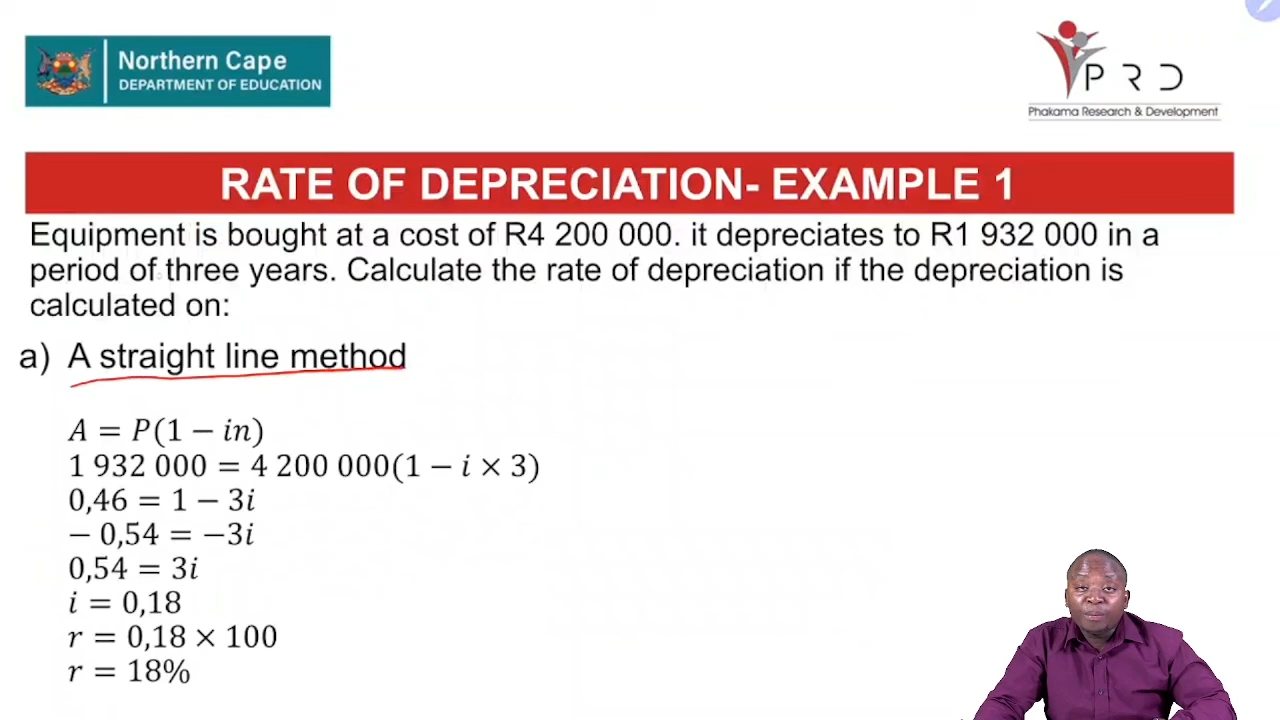 Northern Cape
DEPARTMENT OF EDUCATION
P R D
Phakama Research & Development
RATE OF DEPRECIATION- EXAMPLE 1
Equipment is bought at a cost of R4 200 000. it depreciates to R1 932 000 in a
period of three years. Calculate the rate of depreciation if the depreciation is
calculated on:
a) A straight line method
A = P(1 − in)
1 932 000 = 4 200 000(1 − i × 3)
0,46 = 1 − 3i
− 0,54 = −3i
0,54 = 3i
i = 0,18
r = 0,18 × 100
r = 18%